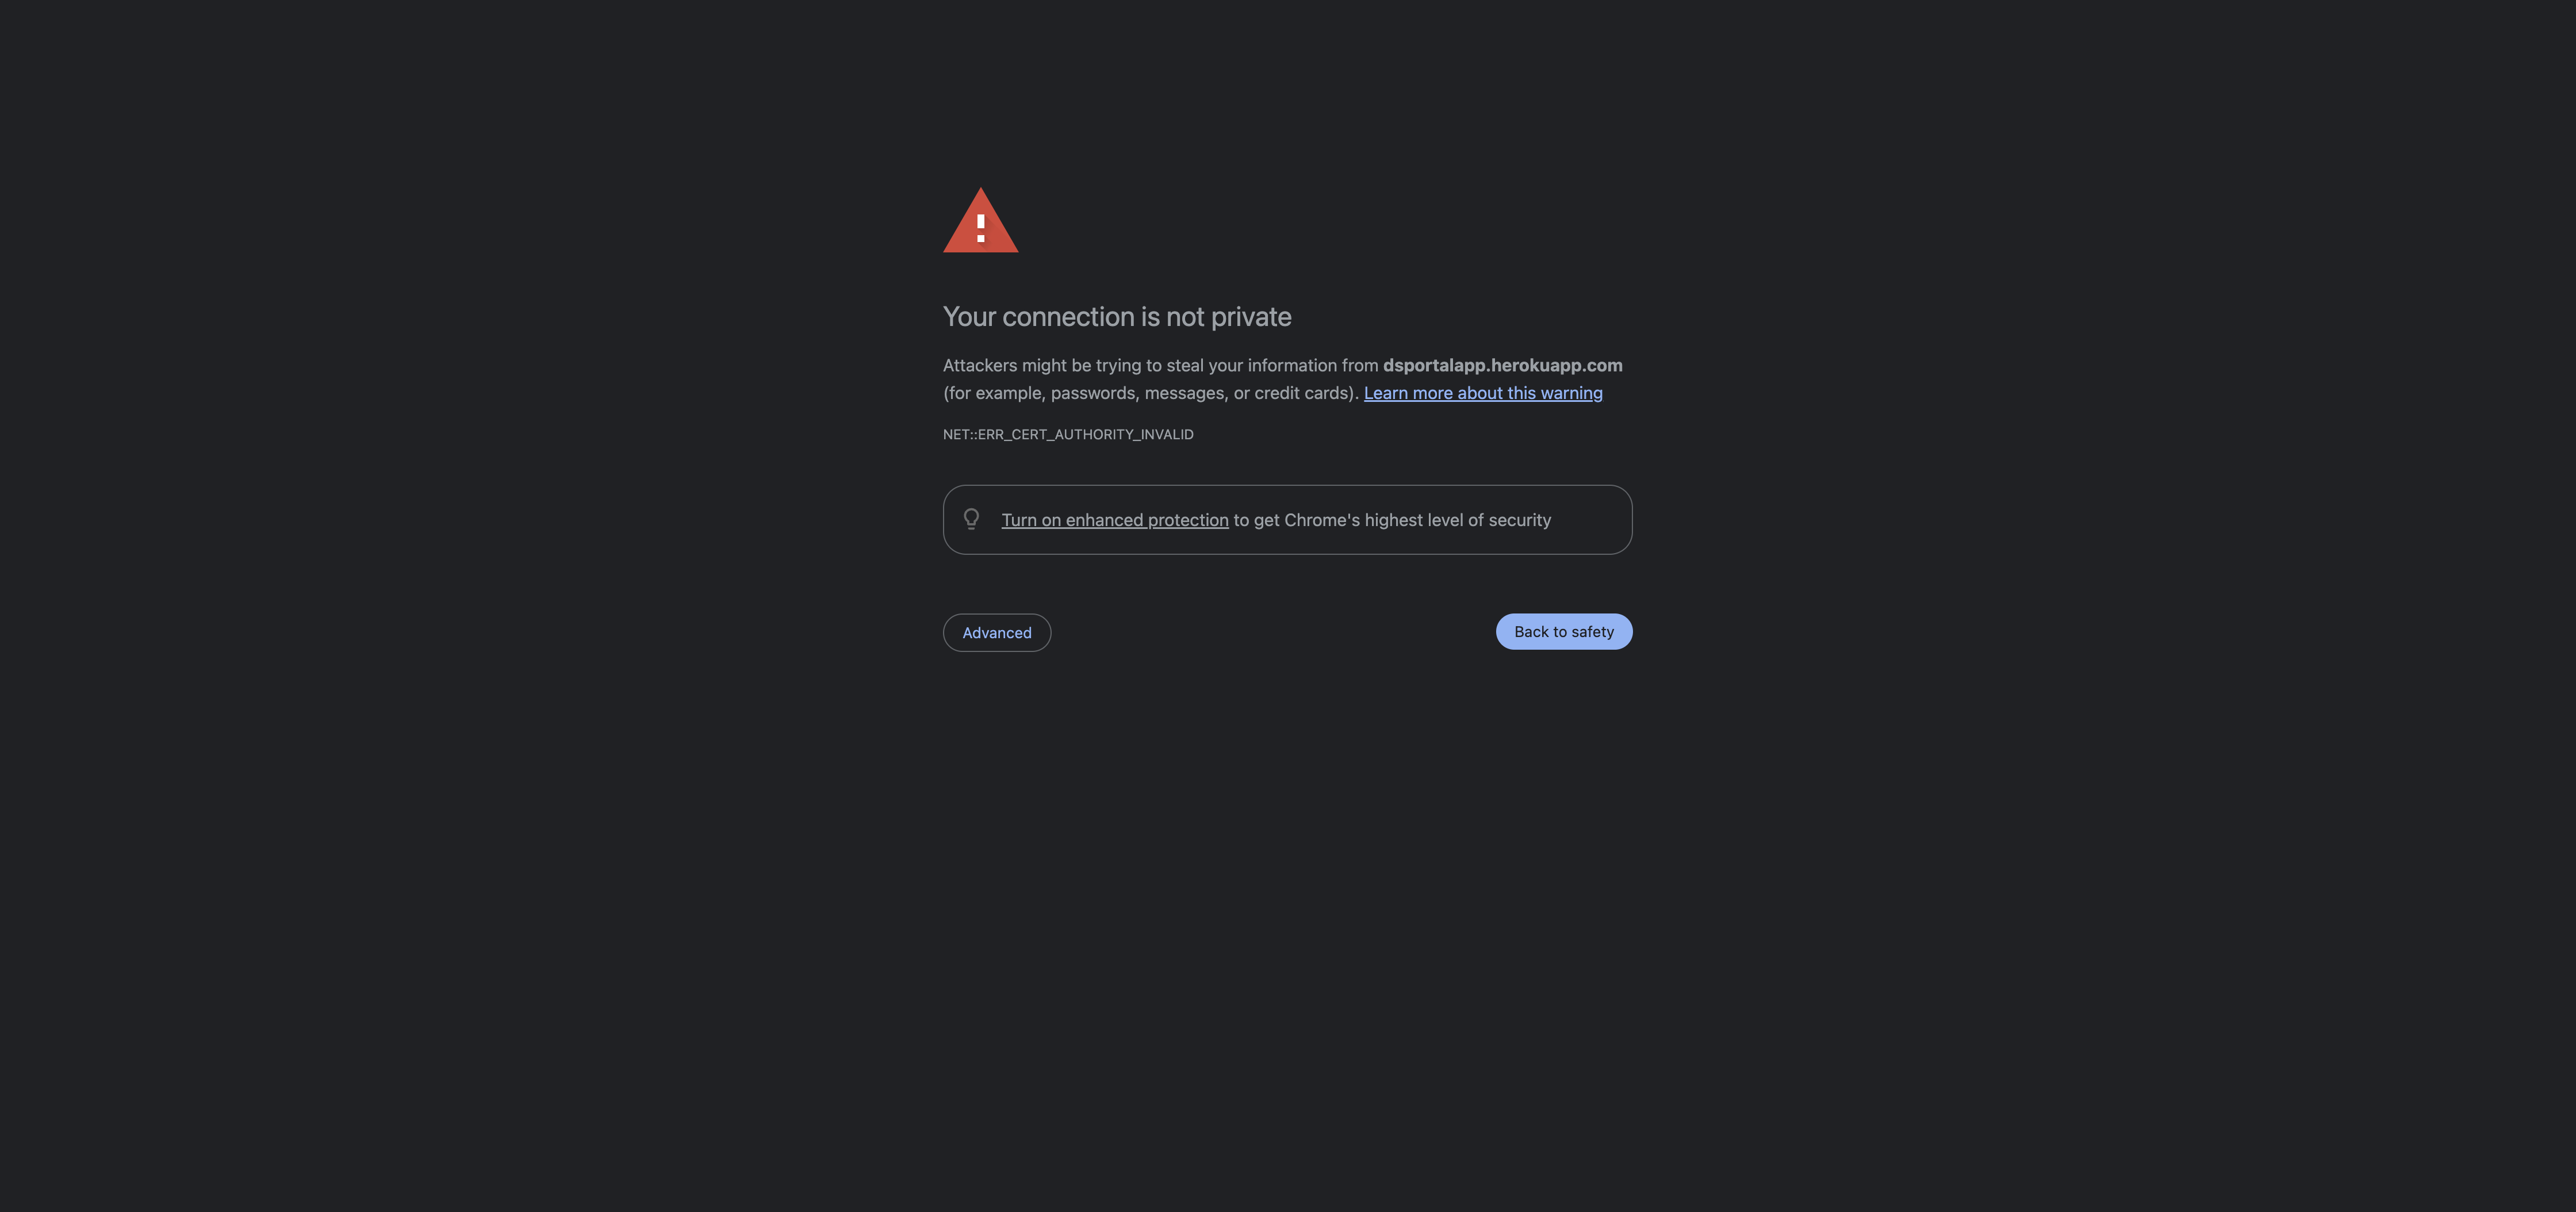 Your connection is not private
Attackers might be trying to steal your information from dsportalapp.herokuapp.com
(for example, passwords, messages, or credit cards). Learn more about this warning
NET::ERR_CERT_AUTHORITY_INVALID
Turn on enhanced protection to get Chrome's highest level of security
Advanced
Back to safety